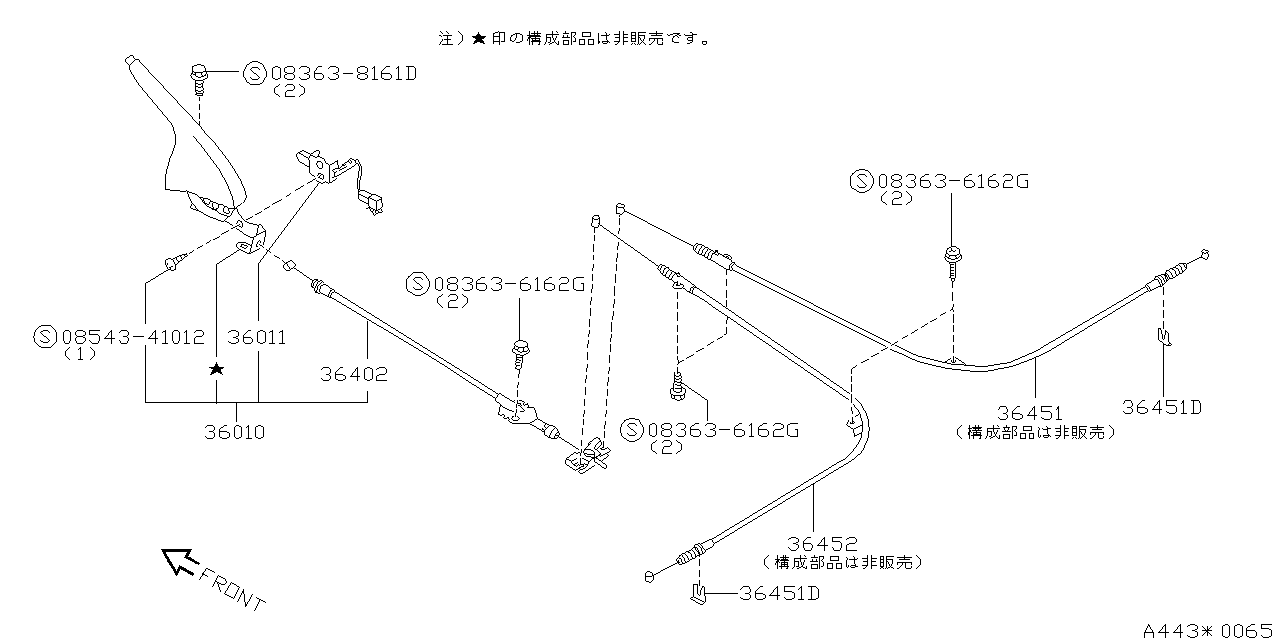 注）★印の構成部品は非販売です。
Ⓢ08363-8161D
(2)
Ⓢ08363-6162G
(2)
Ⓢ08363-6162G
(2)
Ⓢ08543-41012
(1)
36011
★
36402
36010
Ⓢ08363-6162G
(2)
36451
（構成部品は非販売）
36451D
36452
（構成部品は非販売）
36451D
FRONT
A443*0065